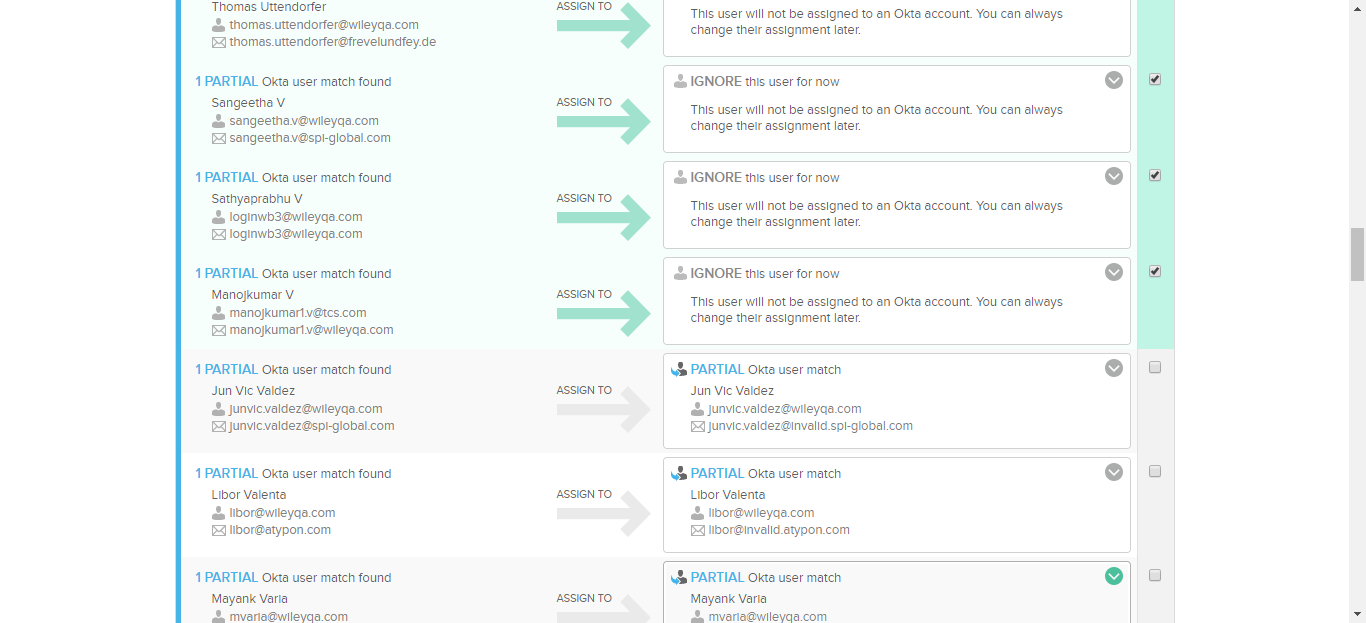 Thomas Uttendorfer
thomas.uttendorfer@wileyqa.com
thomas.uttendorfer@frevelundfey.de
ASSIGN TO
This user will not be assigned to an Okta account. You can always
change their assignment later.
1 PARTIAL Okta user match found
Sangeetha V
sangeetha.v@wileyqa.com
sangeetha.v@spi-global.com
ASSIGN TO
IGNORE this user for now
This user will not be assigned to an Okta account. You can always
change their assignment later.
1 PARTIAL Okta user match found
Sathyaprabhu V
loginwb3@wileyqa.com
loginwb3@wileyqa.com
ASSIGN TO
IGNORE this user for now
This user will not be assigned to an Okta account. You can always
change their assignment later.
1 PARTIAL Okta user match found
Manojkumar V
manojkumar1.v@tcs.com
manojkumar1.v@wileyqa.com
ASSIGN TO
IGNORE this user for now
This user will not be assigned to an Okta account. You can always
change their assignment later.
1 PARTIAL Okta user match found
Jun Vic Valdez
junvic.valdez@wileyqa.com
junvic.valdez@spi-global.com
ASSIGN TO
PARTIAL Okta user match
Jun Vic Valdez
junvic.valdez@wileyqa.com
junvic.valdez@invalid.spi-global.com
1 PARTIAL Okta user match found
Libor Valenta
libor@wileyqa.com
libor@atypon.com
ASSIGN TO
PARTIAL Okta user match
Libor Valenta
libor@wileyqa.com
libor@invalid.atypon.com
1 PARTIAL Okta user match found
Mayank Varia
mvaria@wileyqa.com
ASSIGN TO
PARTIAL Okta user match
Mayank Varia
mvaria@wileyqa.com